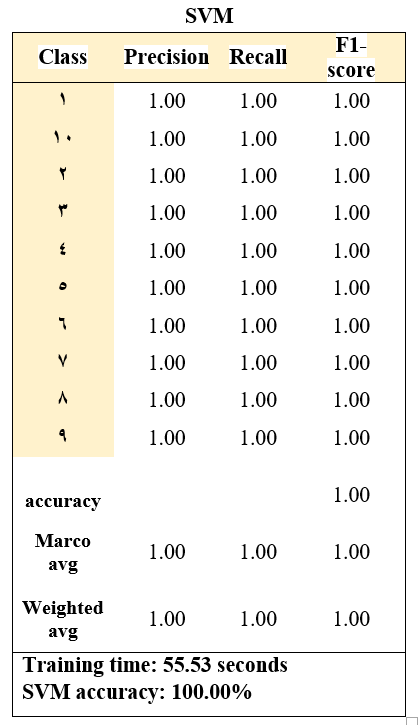 SVM
Class Precision Recall F1-score
١ 1.00 1.00 1.00
١٠ 1.00 1.00 1.00
٢ 1.00 1.00 1.00
٣ 1.00 1.00 1.00
٤ 1.00 1.00 1.00
٥ 1.00 1.00 1.00
٦ 1.00 1.00 1.00
٧ 1.00 1.00 1.00
٨ 1.00 1.00 1.00
٩ 1.00 1.00 1.00
accuracy 1.00
Marco avg 1.00 1.00 1.00
Weighted avg 1.00 1.00 1.00
Training time: 55.53 seconds
SVM accuracy: 100.00%